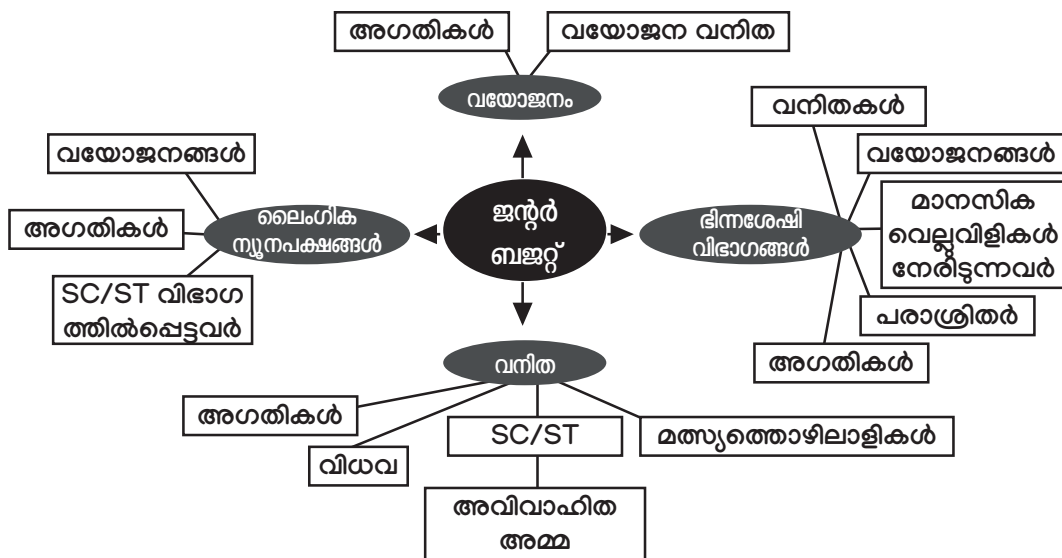 അഗതികൾ
വയോജന വനിത
വയോജനം
വനിതകൾ
വയോജനങ്ങൾ
വയോജനങ്ങൾ
മാനസിക
വെല്ലുവിളികൾ
നേരിടുന്നവർ
അഗതികൾ
ലൈംഗിക
ന്യൂനപക്ഷങ്ങൾ
ജന്റർ
ബജറ്റ്
ഭിന്നശേഷി
വിഭാഗങ്ങൾ
SC/ST വിഭാഗ
ത്തിൽപ്പെട്ടവർ
പരാശ്രിതർ
അഗതികൾ
വനിത
അഗതികൾ
വിധവ
SC/ST
മത്സ്യത്തൊഴിലാളികൾ
അവിവാഹിത
അമ്മ